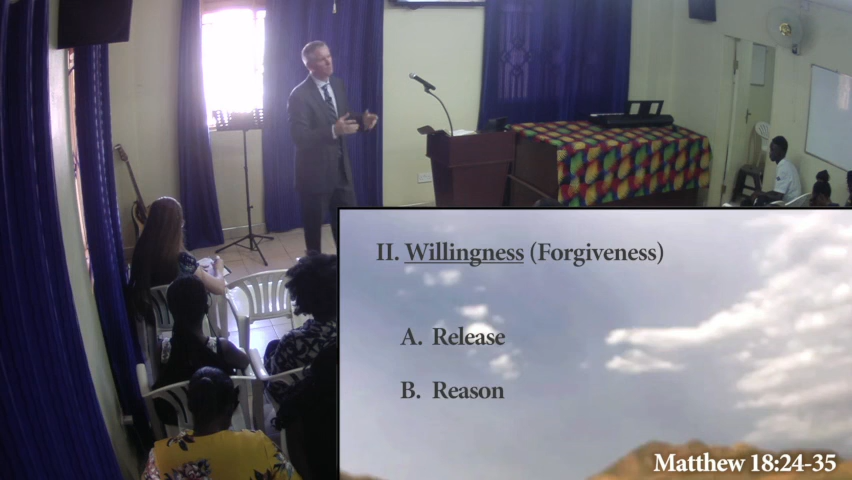 II. Willingness (Forgiveness)
A. Release
B. Reason
Matthew 18:24-35